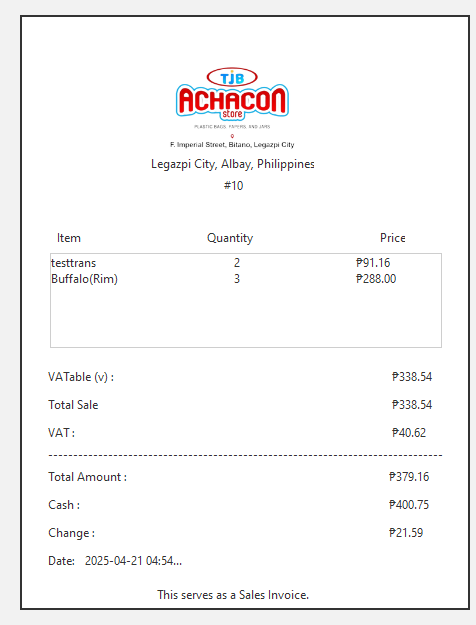 TJB
ACHACON
store
PLASTIC BAGS, PAPERS, AND JARS
F. Imperial Street, Bitano, Legazpi City
Legazpi City, Albay, Philippines
#10
Item Quantity Price
testtrans 2 ₱91.16
Buffalo(Rim) 3 ₱288.00
VATable (v) : ₱338.54
Total Sale ₱338.54
VAT : ₱40.62
Total Amount : ₱379.16
Cash : ₱400.75
Change : ₱21.59
Date: 2025-04-21 04:54...
This serves as a Sales Invoice.